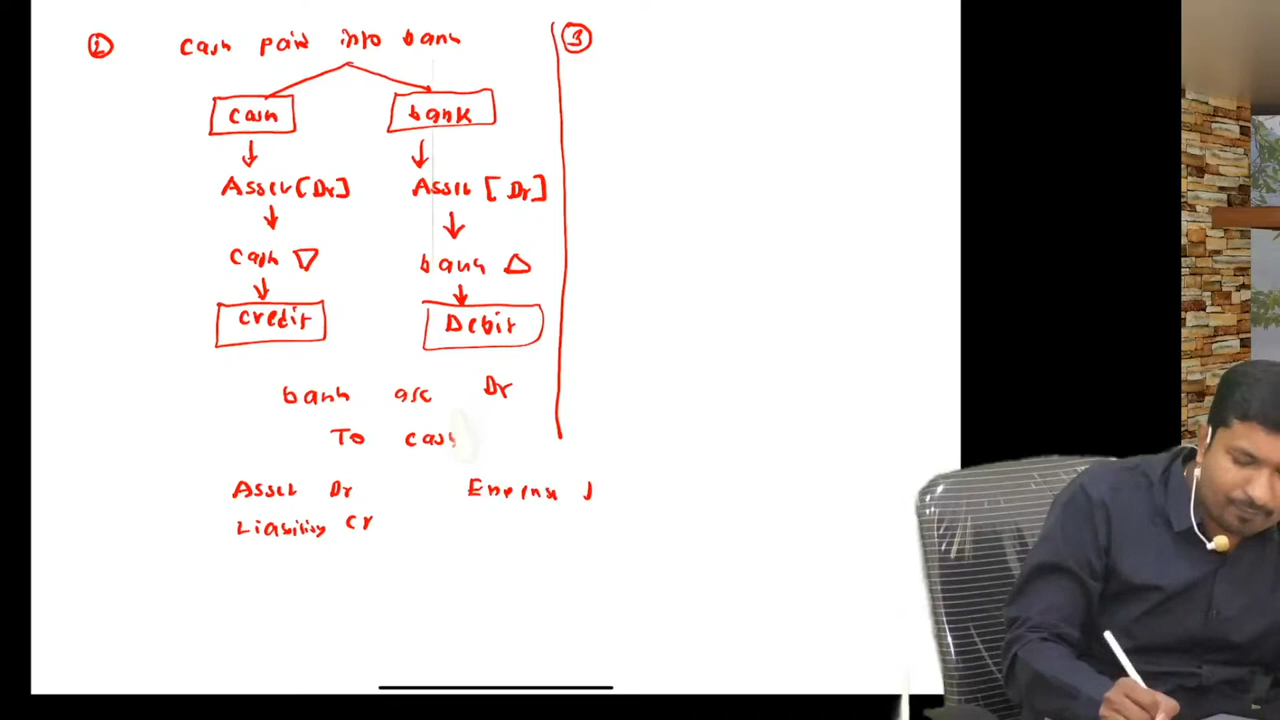 ② cash paid into bank
cash bank
Asset [Dr] Asset [Dr]
cash ▽ bank △
credit Debit
bank a/c Dr
To cash
Asset Dr Expense
Liability Cr
③